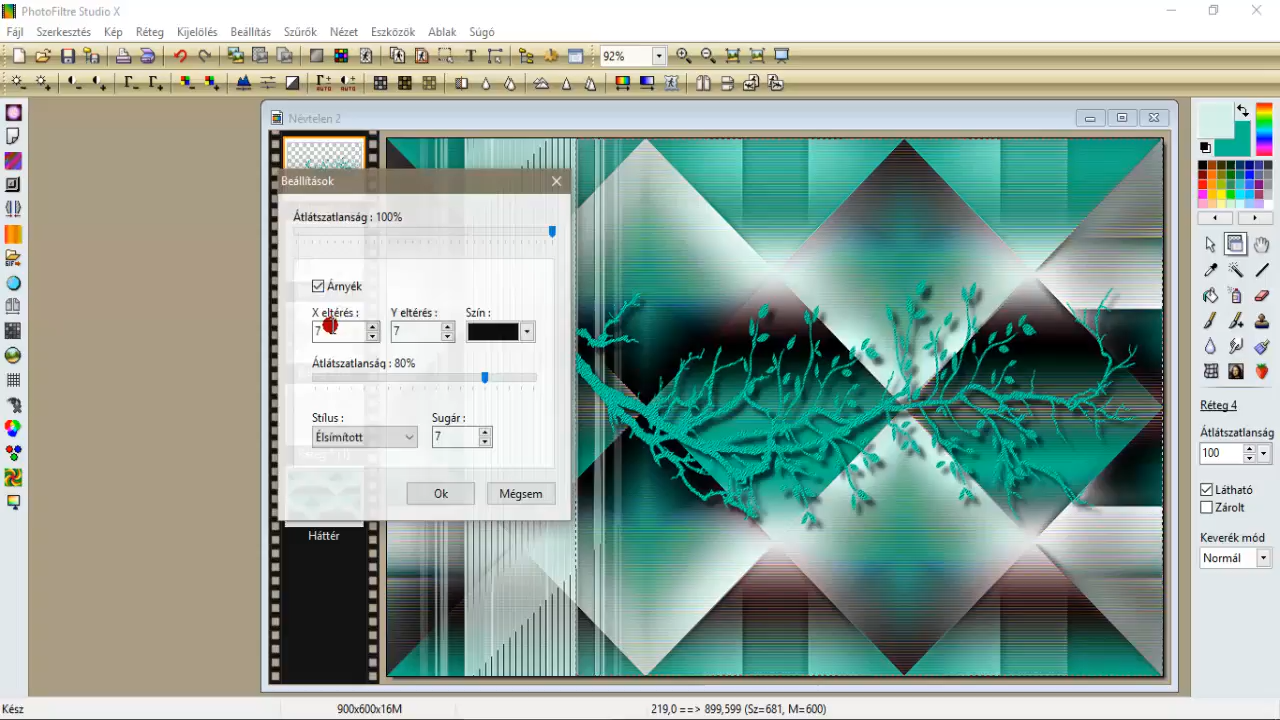 PhotoFiltre Studio X
Fájl Szerkesztés Kép Réteg Kijelölés Beállítás Szűrők Nézet Eszközök Ablak Súgó
92%
Névtelen 2
Beállítások
Átlátszatlanság : 100%
Árnyék
X eltérés : Y eltérés : Szín :
7 7
Átlátszatlanság : 80%
Stílus : Sugár :
Élsímított 7
Ok Mégsem
Háttér
Réteg 4
Átlátszatlanság
100
Látható
Zárolt
Keverék mód
Normál
Kész 900x600x16M 219,0 ==> 899,599 (Sz=681, M=600)